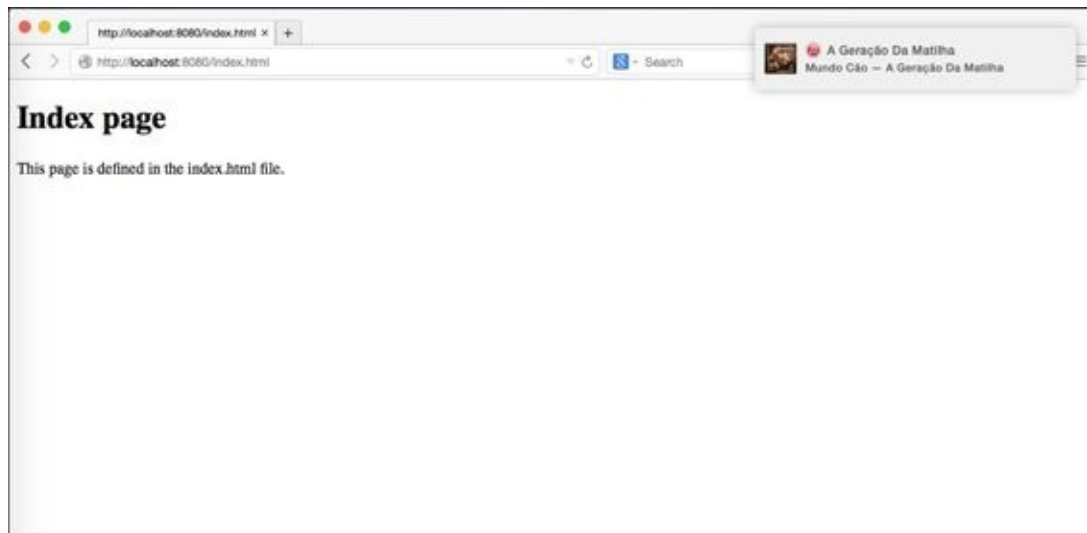 http://localhost:8080/index.html × +
http://localhost:8080/index.html
Search
A Geração Da Matilha
Mundo Cão — A Geração Da Matilha
Index page
This page is defined in the index.html file.